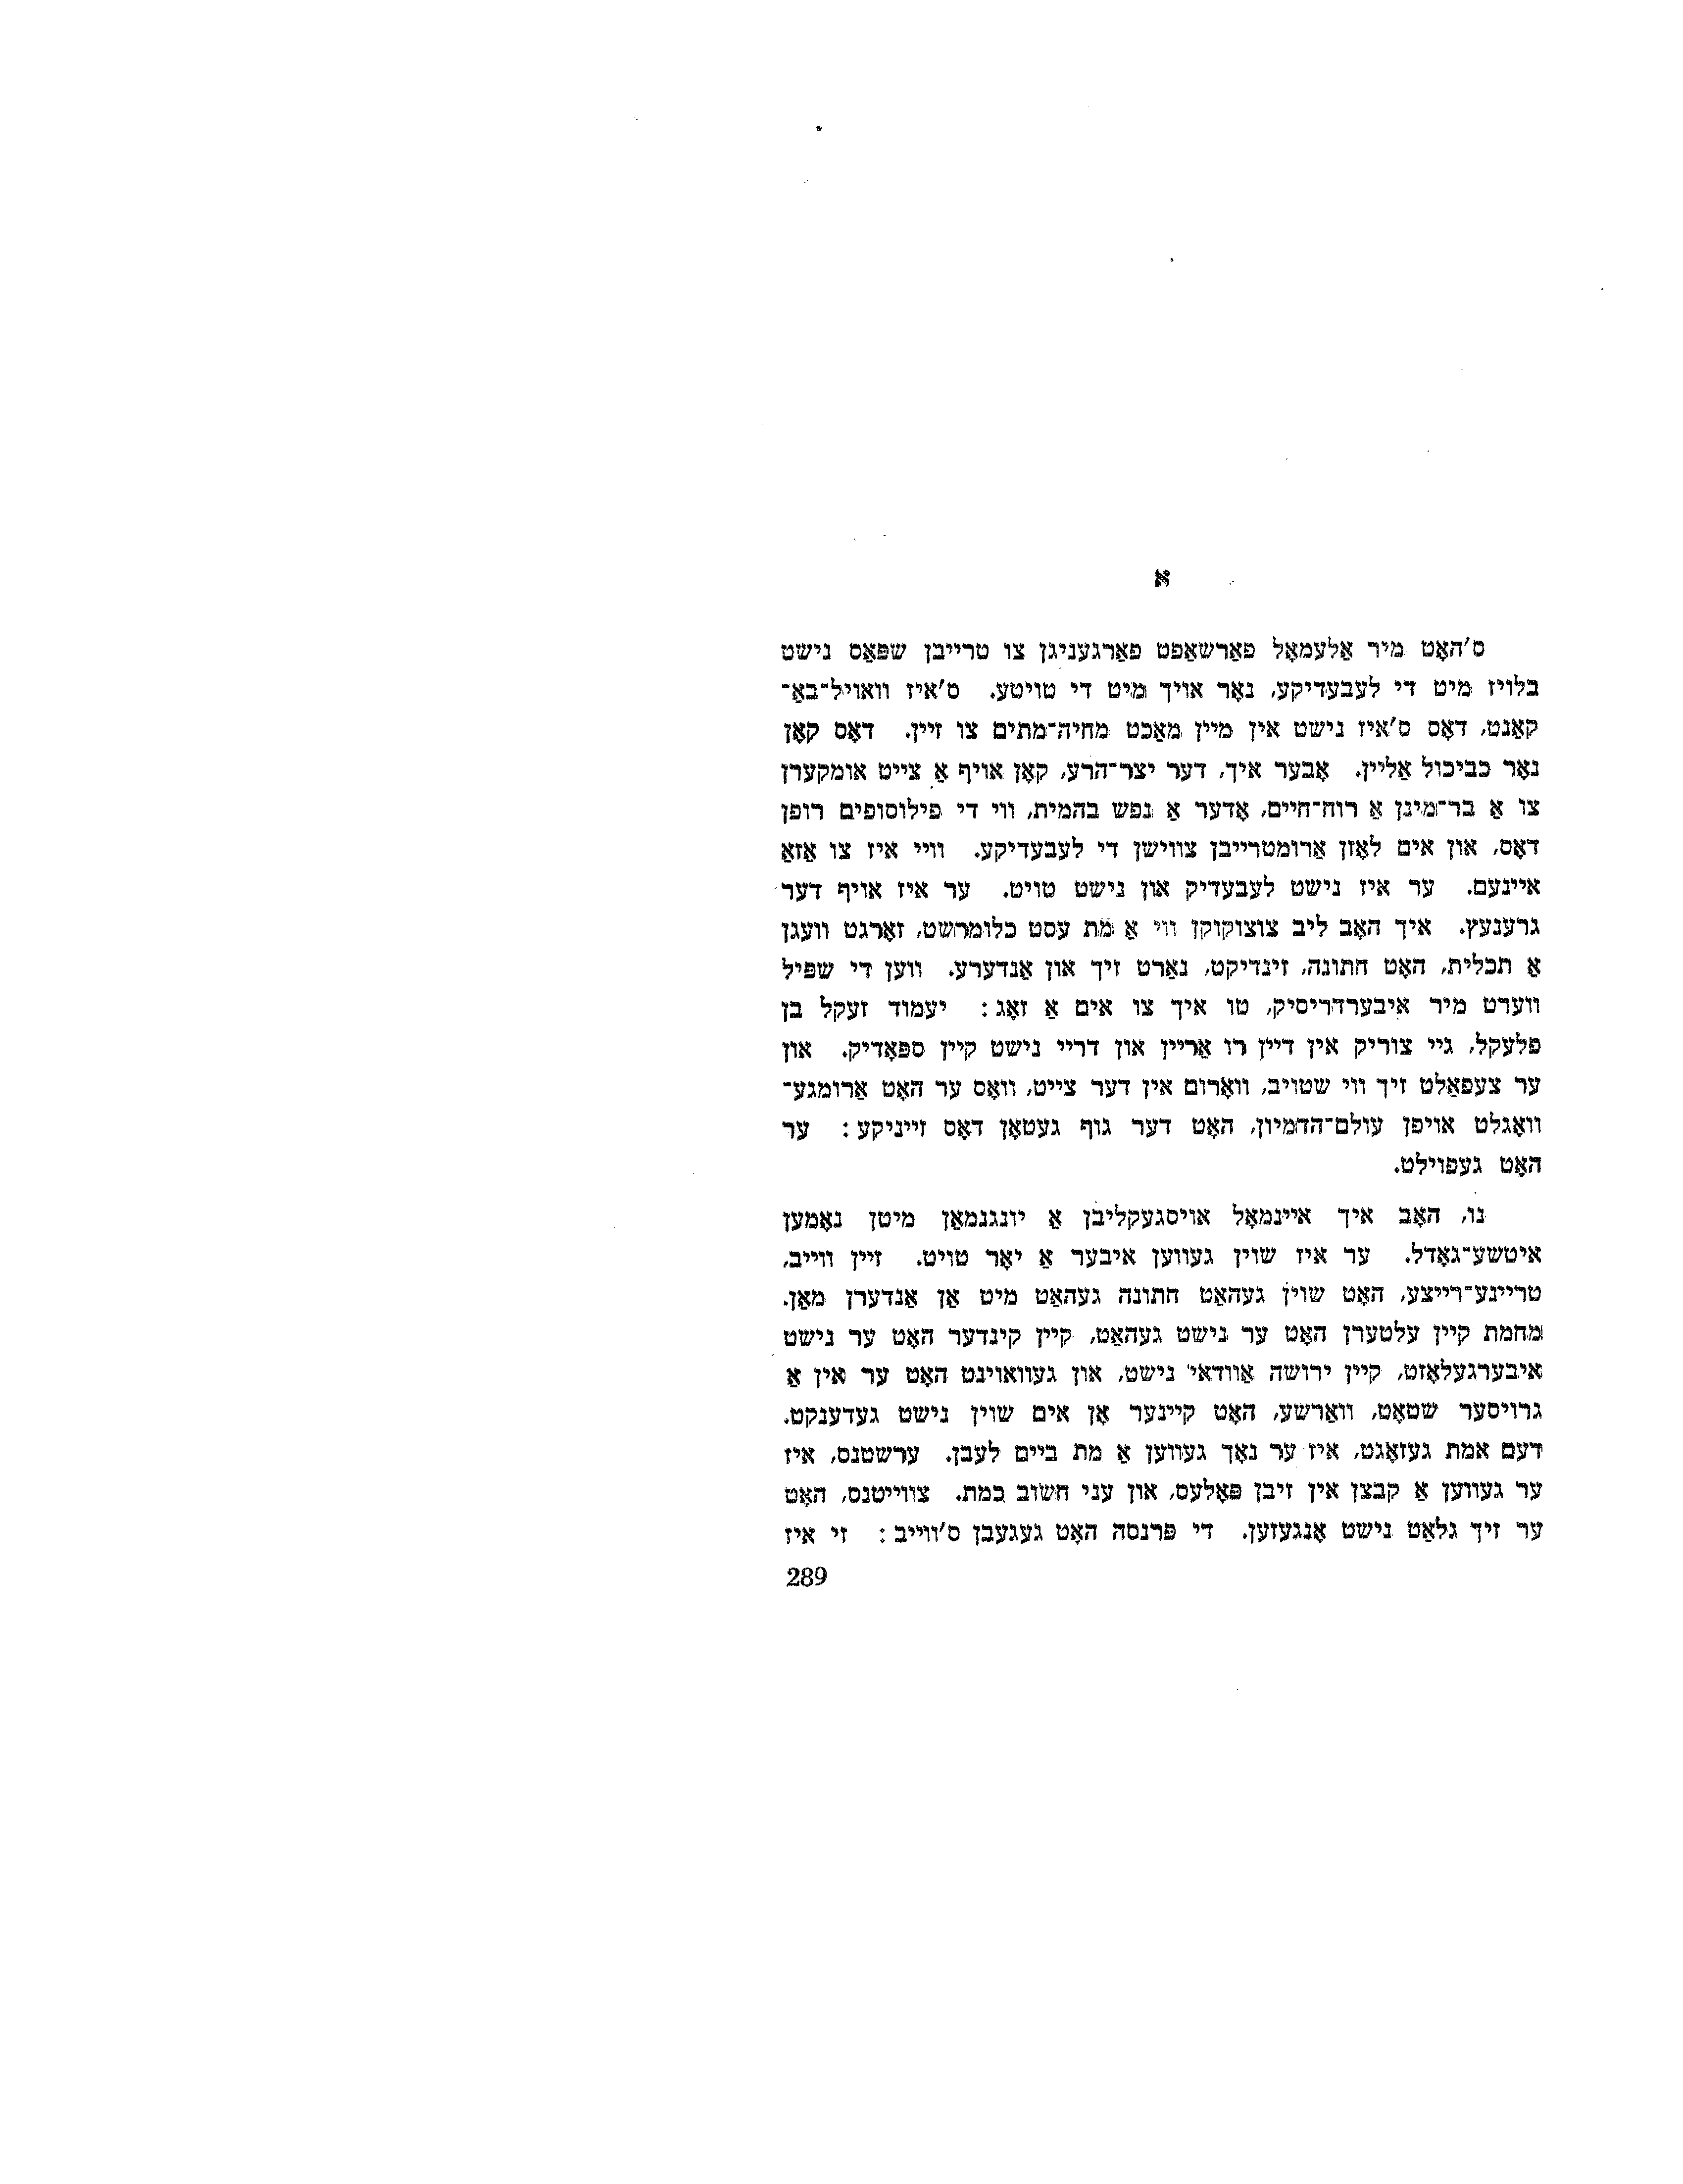 א
ס'האָט מיר אַלעמאָל פאַרשאַפט פאַרגעניגן צו טרייבן שפּאַס נישט
בלויז מיט די לעבעדיקע, נאָר אויך מיט די טויטע. ס'איז וואויל־באַ־
קאַנט, דאָס ס'איז נישט אין מיין מאַכט מחיה־מתים צו זיין. דאָס קאָן
נאָר כביכול אַליין. אָבער איך, דער יצר־הרע, קאָן אויף אַ צייט אומקערן
צו אַ בר־מינן אַ רוח־חיים, אָדער אַ נפש בהמית, ווי די פילוסופים רופן
דאָס, און אים לאָזן אַרומטרייבן צווישן די לעבעדיקע. וויי איז צו אַזאַ
איינעם. ער איז נישט לעבעדיק און נישט טויט. ער איז אויף דער
גרענעץ. איך האָב ליב צוצוקוקן ווי אַ מת עסט כלומרשט, זאָרגט וועגן
אַ תכלית, האָט חתונה, זינדיקט, נאַרט זיך און אַנדערע. ווען די שפּיל
ווערט מיר איבערדריסיק, טו איך צו אים אַ זאָג: יעמוד זעקל בן
פלעקל, גיי צוריק אין דיין רו אַריין און דריי נישט קיין ספּאָדיק. און
ער צעפאַלט זיך ווי שטויב, וואָרום אין דער צייט, וואָס ער האָט אַרומגע־
וואָגלט אויפן עולם־הדמיון, האָט דער גוף געטאָן דאָס זייניקע: ער
האָט געפוילט.
נו, האָב איך איינמאָל אויסגעקליבן אַ יונגנמאַן מיטן נאָמען
איטשע־גאָדל. ער איז שוין געווען איבער אַ יאָר טויט. זיין ווייב,
טריינע־רייצע, האָט שוין געהאַט חתונה געהאַט מיט אַן אַנדערן מאַן.
מחמת קיין עלטערן האָט ער נישט געהאַט, קיין קינדער האָט ער נישט
איבערגעלאָזט, קיין ירושה אַוודאי נישט, און געוואוינט האָט ער אין אַ
גרויסער שטאָט, וואַרשע, האָט קיינער אָן אים שוין נישט געדענקט.
דעם אמת געזאָגט, איז ער נאָך געווען אַ מת ביים לעבן. ערשטנס, איז
ער געווען אַ קבצן אין זיבן פּאָלעס, און עני חשוב כמת. צווייטנס, האָט
ער זיך גלאַט נישט אָנגעזען. די פּרנסה האָט געגעבן ס'ווייב: זי איז
289